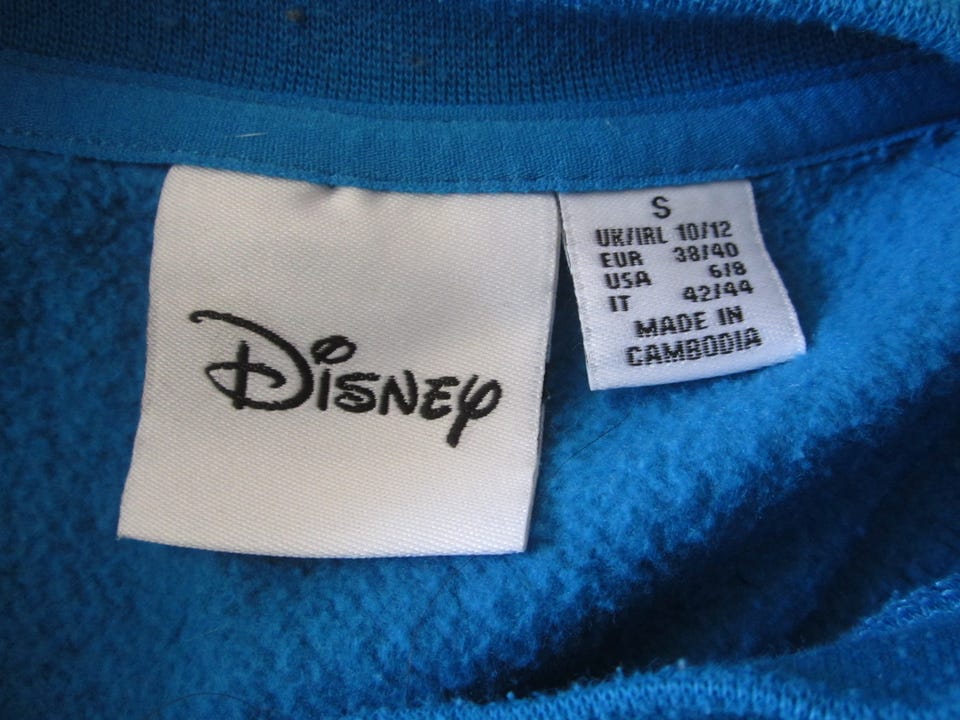 Disney
S
UK/IRL 10/12
EUR 38/40
USA 6/8
IT 42/44
MADE IN
CAMBODIA